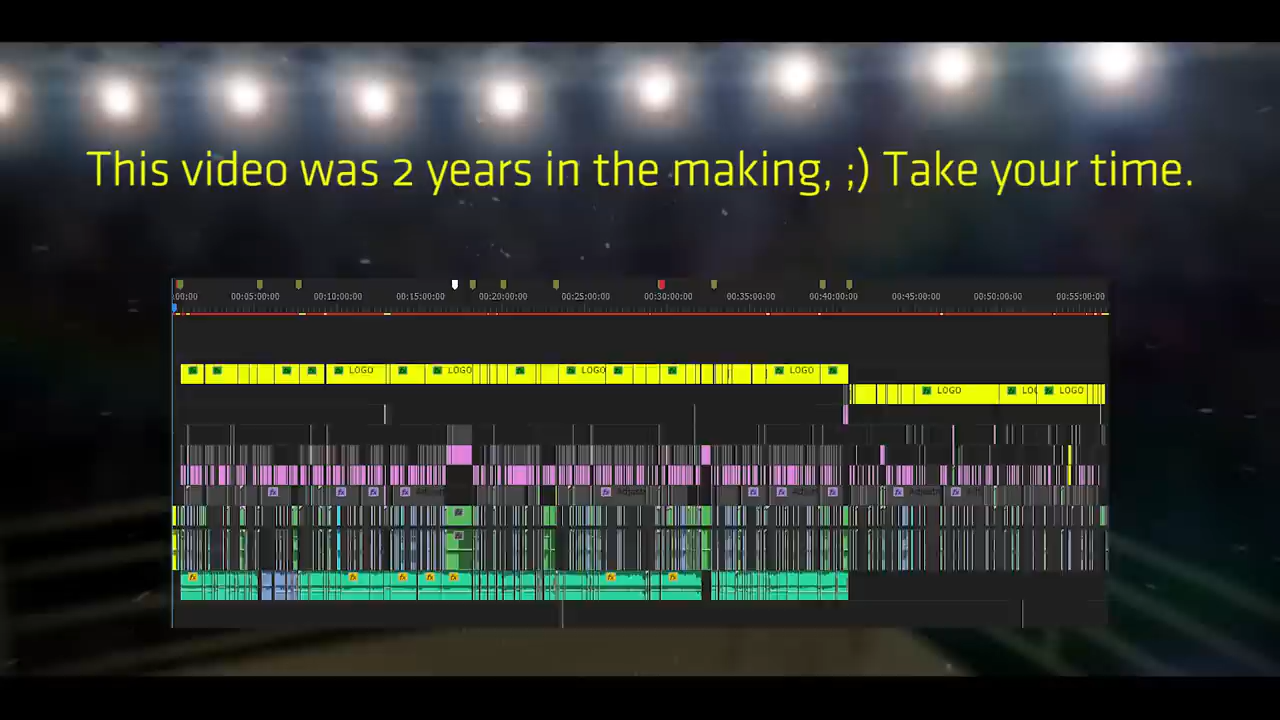 This video was 2 years in the making, ;) Take your time.
:00:00 00:05:00:00 00:10:00:00 00:15:00:00 00:20:00:00 00:25:00:00 00:30:00:00 00:35:00:00 00:40:00:00 00:45:00:00 00:50:00:00 00:55:00:00
LOGO LOGO LOGO LOGO
LOGO LOGO